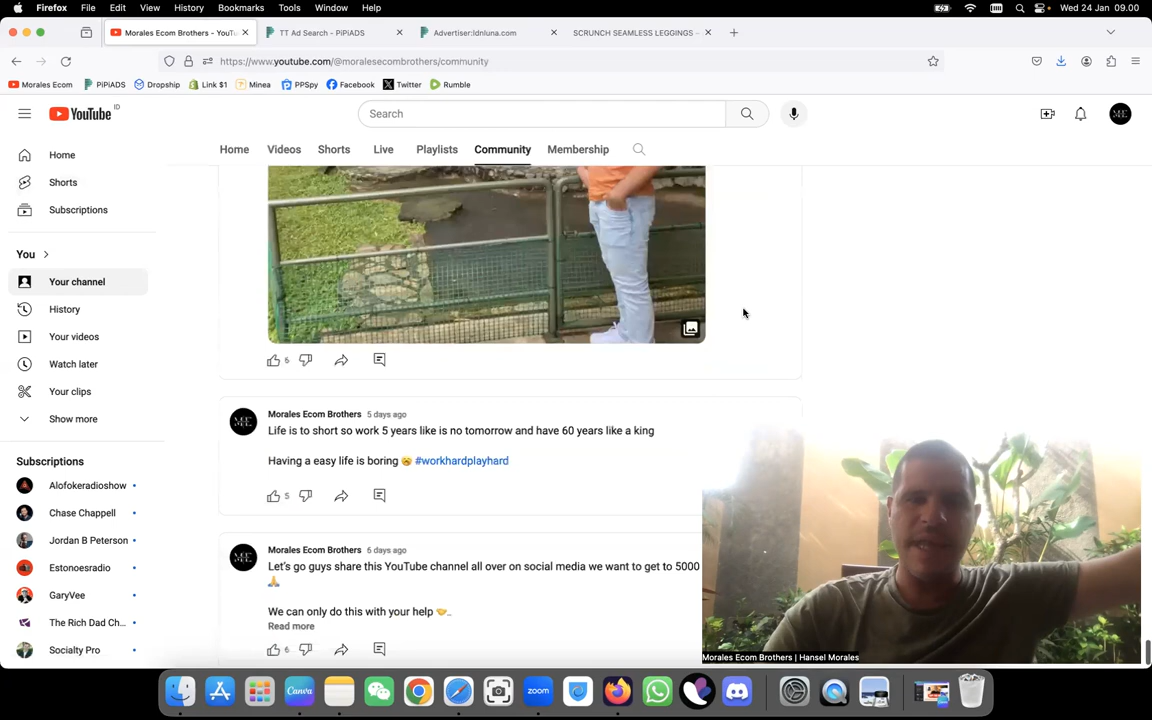 Firefox File Edit View History Bookmarks Tools Window Help
Wed 24 Jan 09.00
Morales Ecom Brothers - YouTu
TT Ad Search - PiPiADS
Advertiser:ldnluna.com
SCRUNCH SEAMLESS LEGGINGS –
https://www.youtube.com/@moralesecombrothers/community
Morales Ecom
PiPiADS
Dropship
Link $1
Minea
PPSpy
Facebook
Twitter
Rumble
YouTube ID
Search
Home
Videos
Shorts
Live
Playlists
Community
Membership
Home
Shorts
Subscriptions
You
Your channel
History
Your videos
Watch later
Your clips
Show more
Subscriptions
Alofokeradioshow
Chase Chappell
Jordan B Peterson
Estonoesradio
GaryVee
The Rich Dad Ch...
Socialty Pro
6
Morales Ecom Brothers 5 days ago
Life is to short so work 5 years like is no tomorrow and have 60 years like a king
Having a easy life is boring 😪 #workhardplayhard
5
Morales Ecom Brothers 6 days ago
Let's go guys share this YouTube channel all over on social media we want to get to 5000
🙏
We can only do this with your help 🤝..
Read more
6
Morales Ecom Brothers | Hansel Morales
Canva
zoom